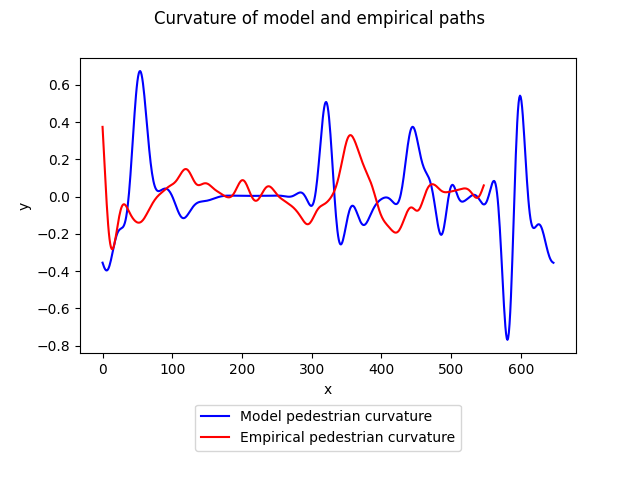 Curvature of model and empirical paths
0.6
0.4
0.2
0.0
−0.2
−0.4
−0.6
−0.8
y
0 100 200 300 400 500 600
x
Model pedestrian curvature
Empirical pedestrian curvature